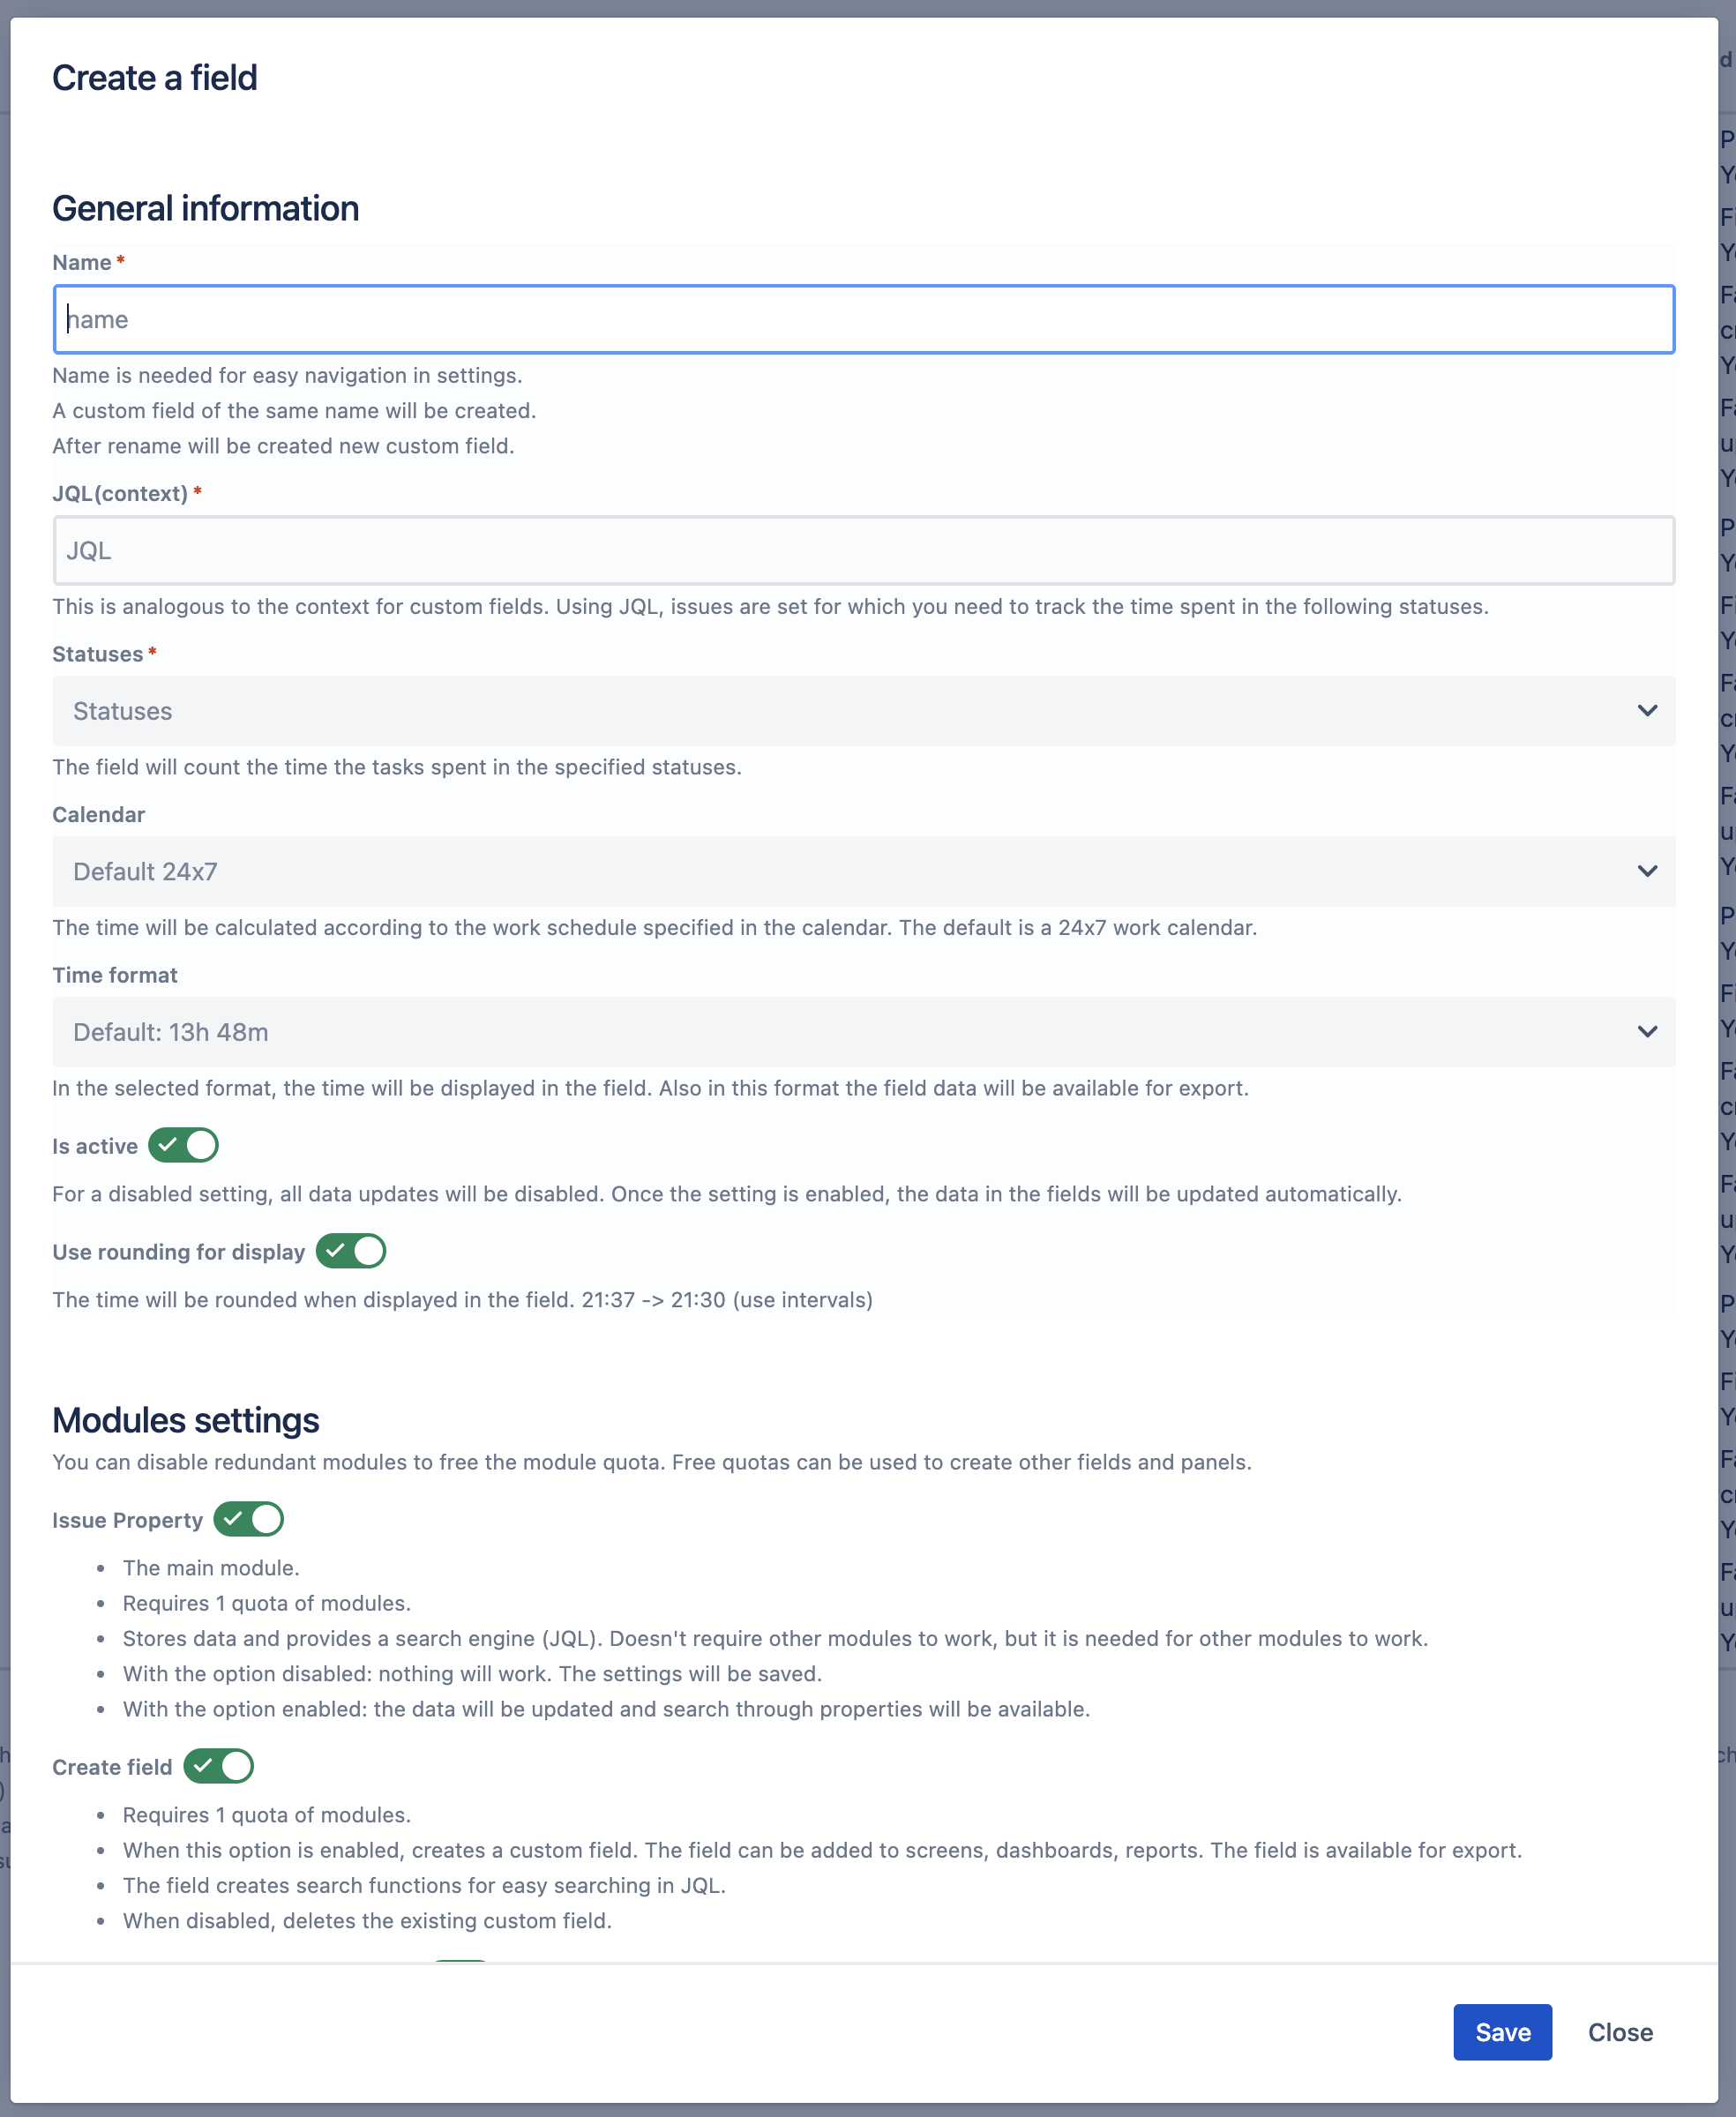 Create a field
General information
Name *
name
Name is needed for easy navigation in settings.
A custom field of the same name will be created.
After rename will be created new custom field.
JQL(context) *
JQL
This is analogous to the context for custom fields. Using JQL, issues are set for which you need to track the time spent in the following statuses.
Statuses *
Statuses
The field will count the time the tasks spent in the specified statuses.
Calendar
Default 24x7
The time will be calculated according to the work schedule specified in the calendar. The default is a 24x7 work calendar.
Time format
Default: 13h 48m
In the selected format, the time will be displayed in the field. Also in this format the field data will be available for export.
Is active
For a disabled setting, all data updates will be disabled. Once the setting is enabled, the data in the fields will be updated automatically.
Use rounding for display
The time will be rounded when displayed in the field. 21:37 -> 21:30 (use intervals)
Modules settings
You can disable redundant modules to free the module quota. Free quotas can be used to create other fields and panels.
Issue Property
• The main module.
• Requires 1 quota of modules.
• Stores data and provides a search engine (JQL). Doesn't require other modules to work, but it is needed for other modules to work.
• With the option disabled: nothing will work. The settings will be saved.
• With the option enabled: the data will be updated and search through properties will be available.
Create field
• Requires 1 quota of modules.
• When this option is enabled, creates a custom field. The field can be added to screens, dashboards, reports. The field is available for export.
• The field creates search functions for easy searching in JQL.
• When disabled, deletes the existing custom field.
Save
Close